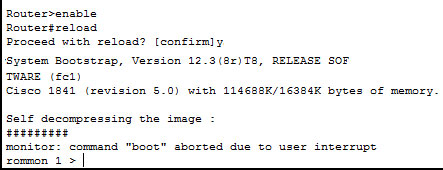 Router>enable
Router#reload
Proceed with reload? [confirm]y
System Bootstrap, Version 12.3(8r)T8, RELEASE SOF
TWARE (fc1)
Cisco 1841 (revision 5.0) with 114688K/16384K bytes of memory.
Self decompressing the image :
#########
monitor: command "boot" aborted due to user interrupt
rommon 1 >